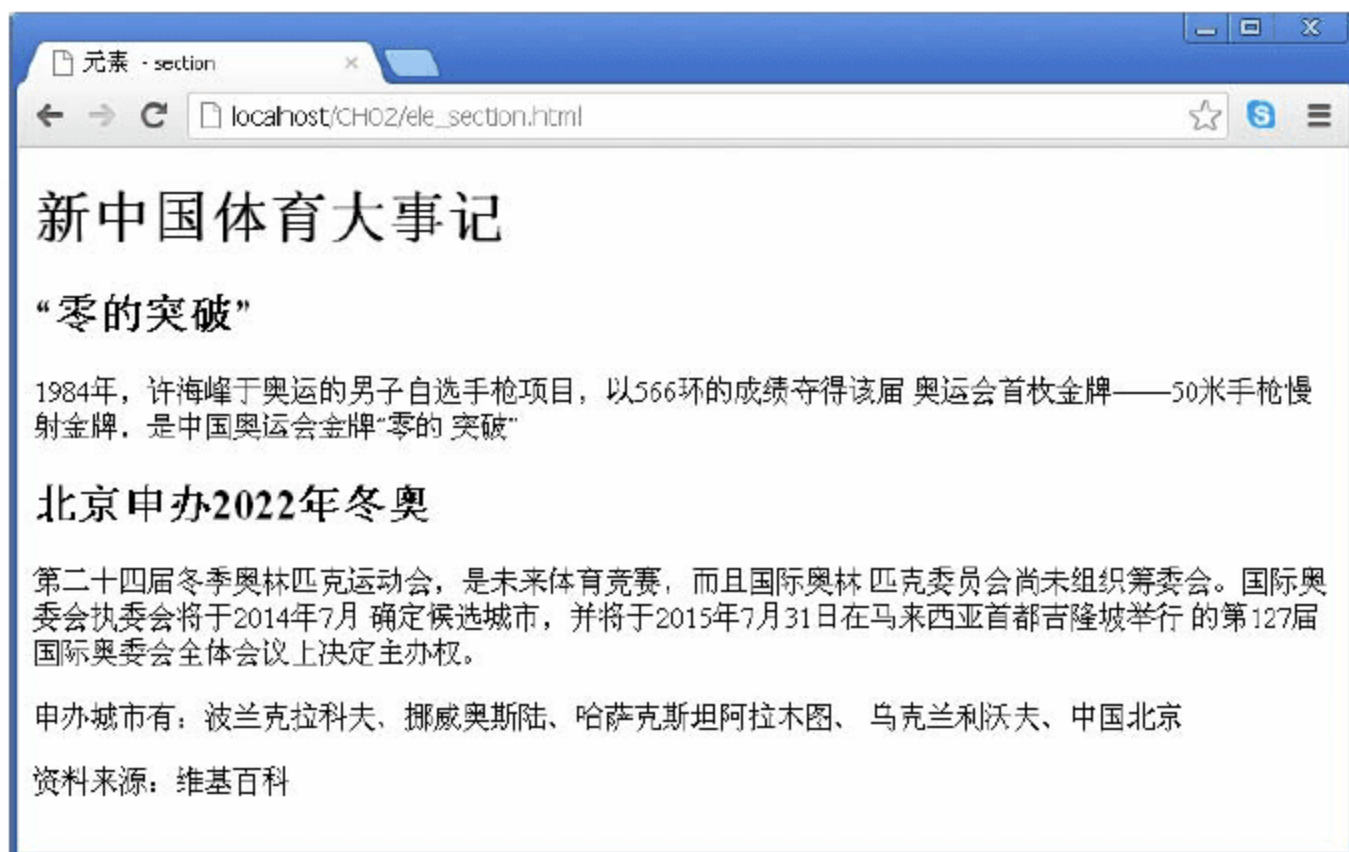 元素 - section
localhost/CH02/ele_section.html
新中国体育大事记
“零的突破”
1984年，许海峰于奥运的男子自选手枪项目，以566环的成绩夺得该届 奥运会首枚金牌——50米手枪慢
射金牌，是中国奥运会金牌“零的 突破”
北京申办2022年冬奥
第二十四届冬季奥林匹克运动会，是未来体育竞赛，而且国际奥林 匹克委员会尚未组织筹委会。国际奥
委会执委会将于2014年7月 确定候选城市，并将于2015年7月31日在马来西亚首都吉隆坡举行 的第127届
国际奥委会全体会议上决定主办权。
申办城市有：波兰克拉科夫、挪威奥斯陆、哈萨克斯坦阿拉木图、 乌克兰利沃夫、中国北京
资料来源：维基百科